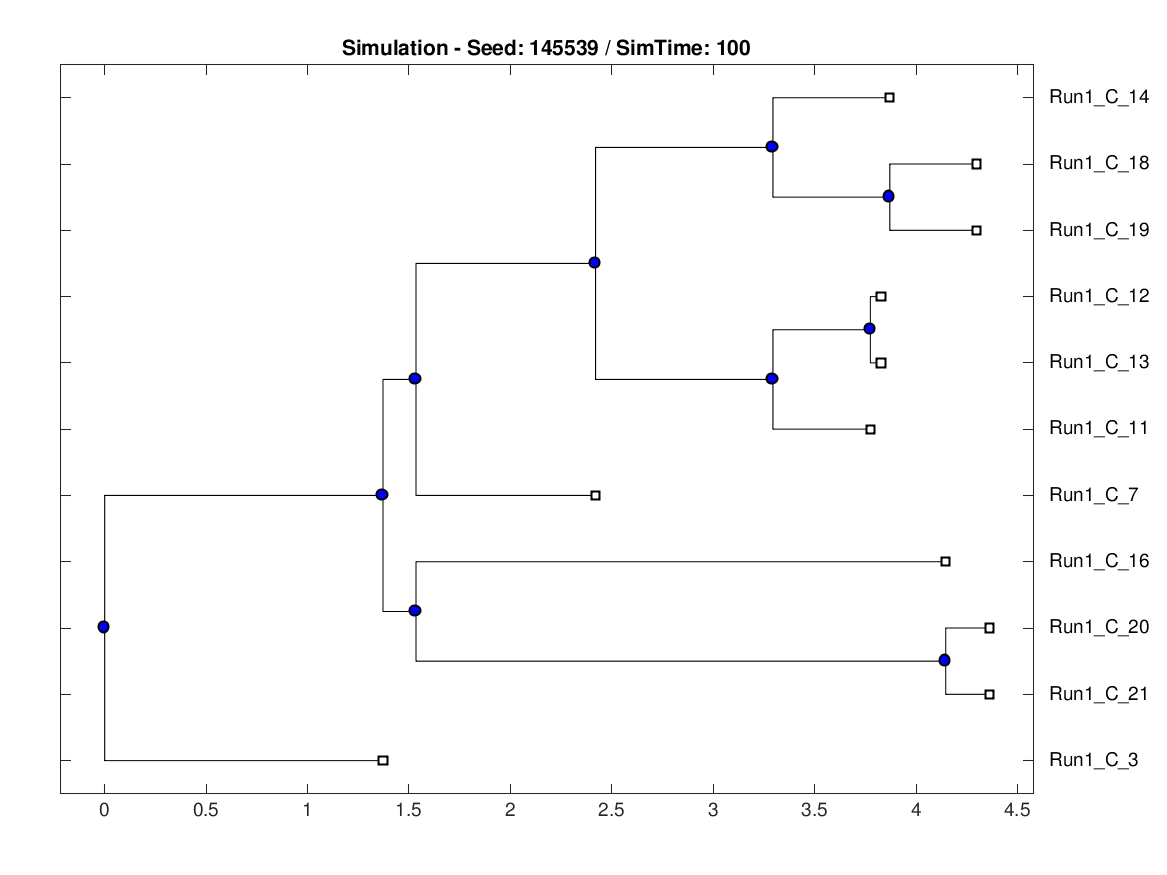 Simulation - Seed: 145539 / SimTime: 100
Run1_C_14
Run1_C_18
Run1_C_19
Run1_C_12
Run1_C_13
Run1_C_11
Run1_C_7
Run1_C_16
Run1_C_20
Run1_C_21
Run1_C_3
0 0.5 1 1.5 2 2.5 3 3.5 4 4.5